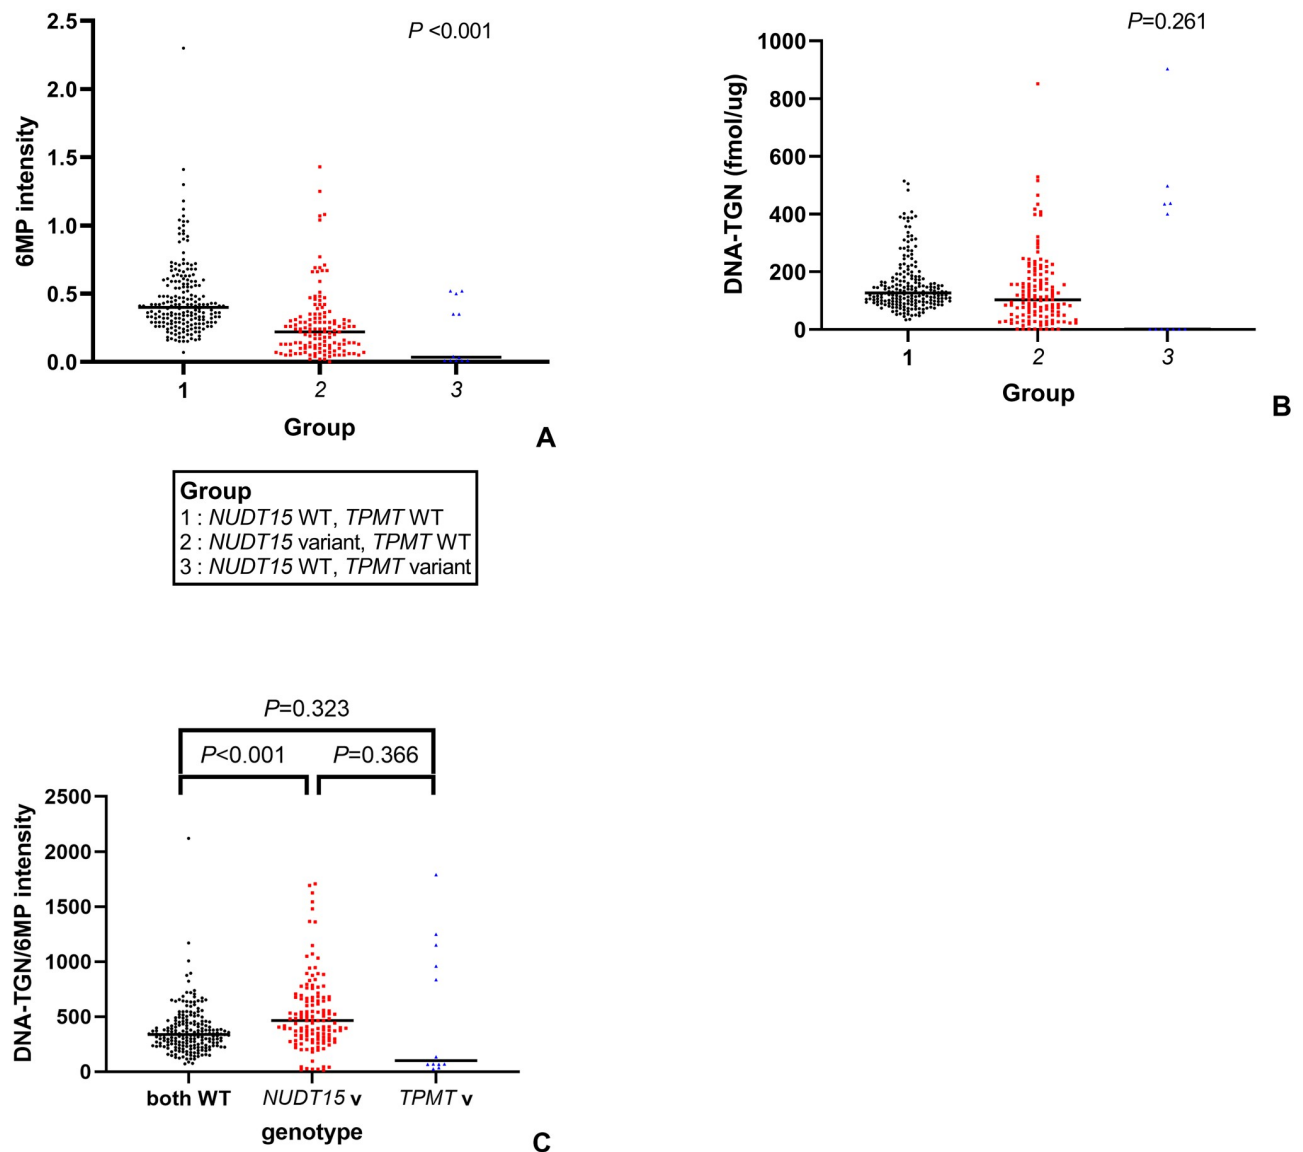 P <0.001
2.5
2.0
1.5
1.0
0.5
0.0
6MP intensity
1 2 3
Group
A
P=0.261
1000
800
600
400
200
0
DNA-TGN (fmol/ug)
1 2 3
Group
B
Group
1 : NUDT15 WT, TPMT WT
2 : NUDT15 variant, TPMT WT
3 : NUDT15 WT, TPMT variant
P=0.323
P<0.001 P=0.366
2500
2000
1500
1000
500
0
DNA-TGN/6MP intensity
both WT NUDT15 v TPMT v
genotype
C